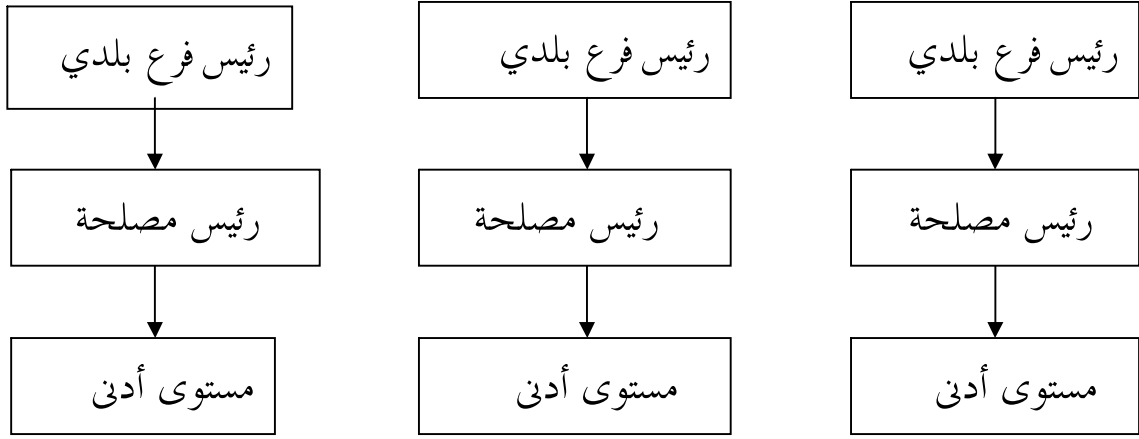 رئيس فرع بلدي
رئيس فرع بلدي
رئيس فرع بلدي
رئيس مصلحة
رئيس مصلحة
رئيس مصلحة
مستوى أدنى
مستوى أدنى
مستوى أدنى